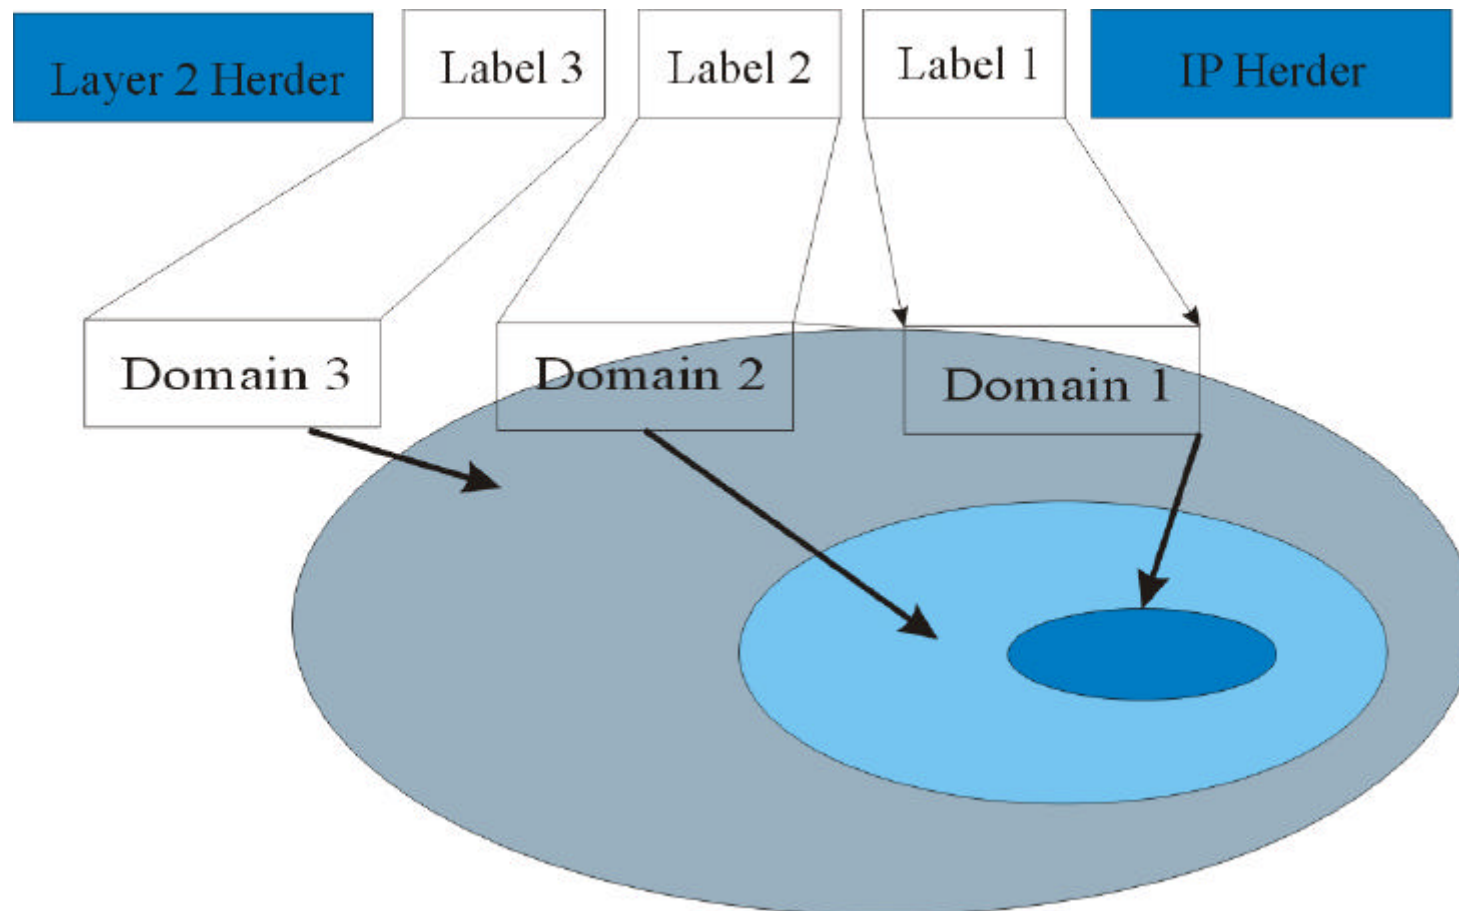 Layer 2 Herder
Label 3
Label 2
Label 1
IP Herder
Domain 3
Domain 2
Domain 1